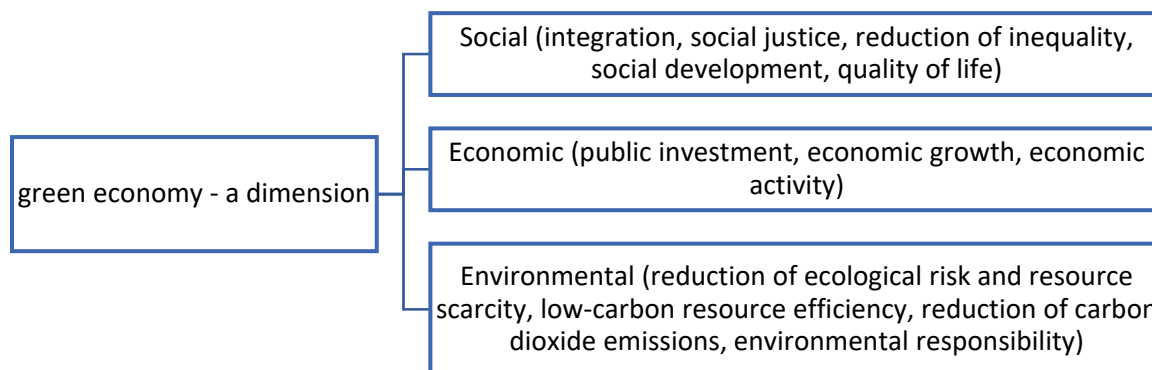 green economy - a dimension
Social (integration, social justice, reduction of inequality,
social development, quality of life)
Economic (public investment, economic growth, economic
activity)
Environmental (reduction of ecological risk and resource
scarcity, low-carbon resource efficiency, reduction of carbon
dioxide emissions, environmental responsibility)